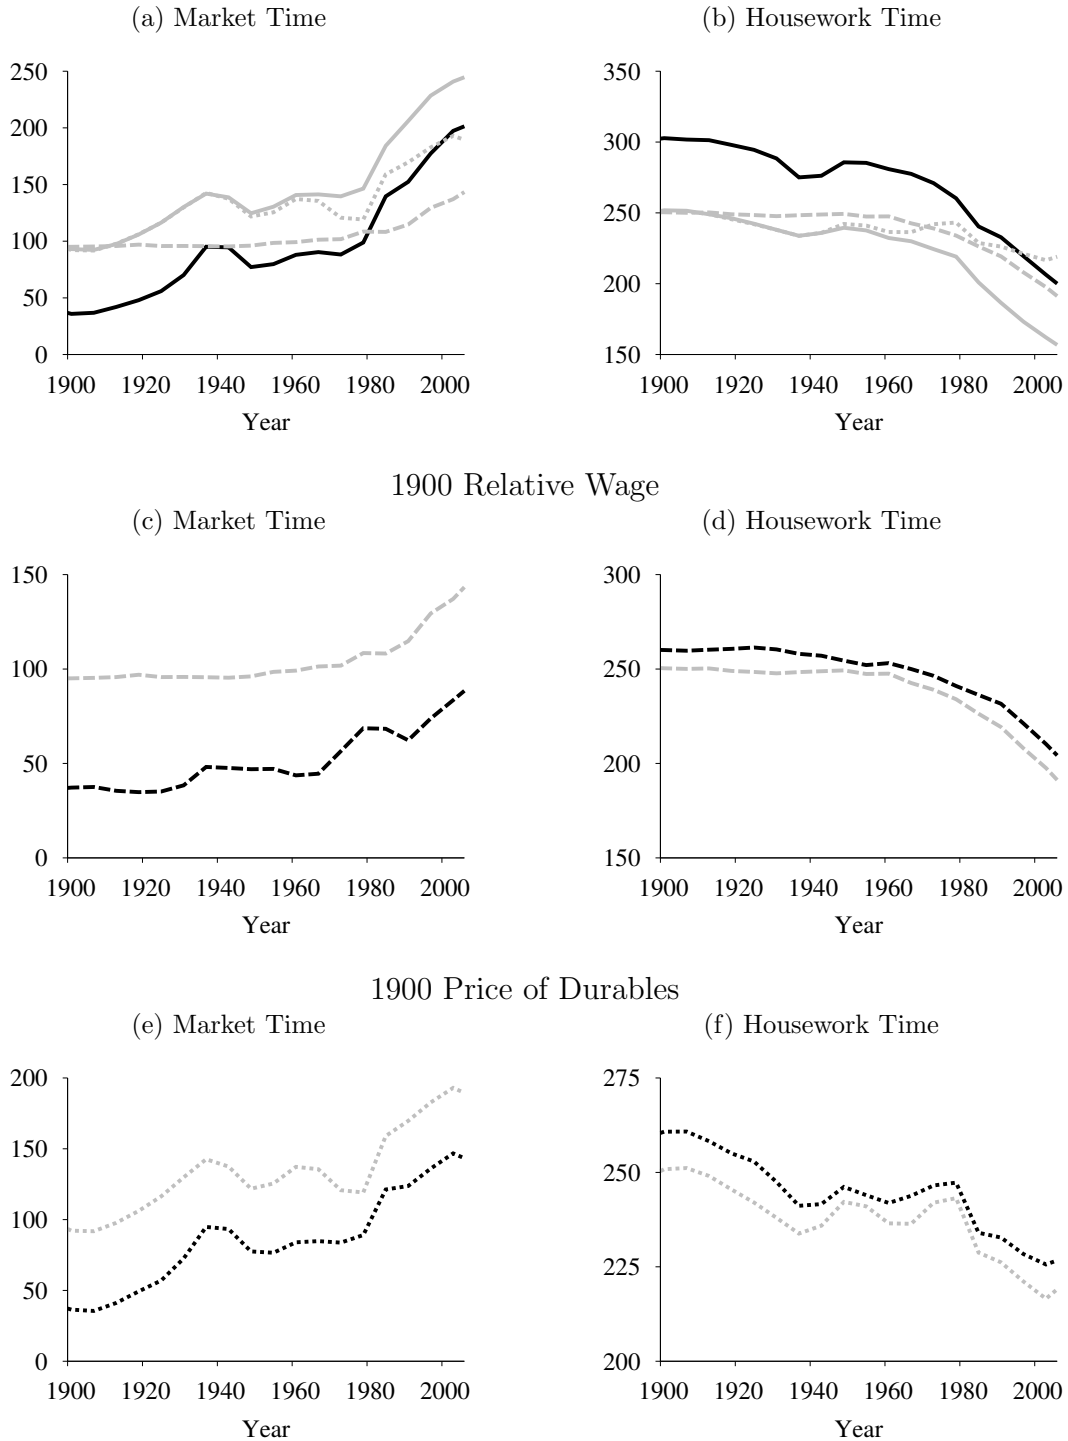 (a) Market Time
(b) Housework Time
250
200
150
100
50
0
1900 1920 1940 1960 1980 2000
Year
350
300
250
200
150
1900 1920 1940 1960 1980 2000
Year
1900 Relative Wage
(c) Market Time
(d) Housework Time
150
100
50
0
1900 1920 1940 1960 1980 2000
Year
300
250
200
150
1900 1920 1940 1960 1980 2000
Year
1900 Price of Durables
(e) Market Time
(f) Housework Time
200
150
100
50
0
1900 1920 1940 1960 1980 2000
Year
275
250
225
200
1900 1920 1940 1960 1980 2000
Year